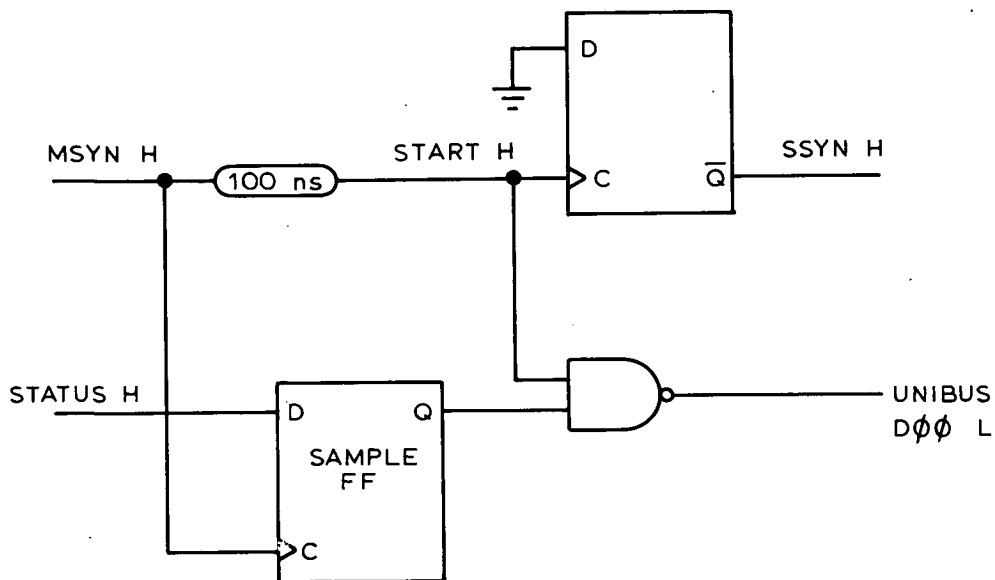 D
MSYN H
START H
SSYN H
Q
100 ns
C
STATUS H
D
Q
UNIBUS
DØØ L
SAMPLE
FF
C